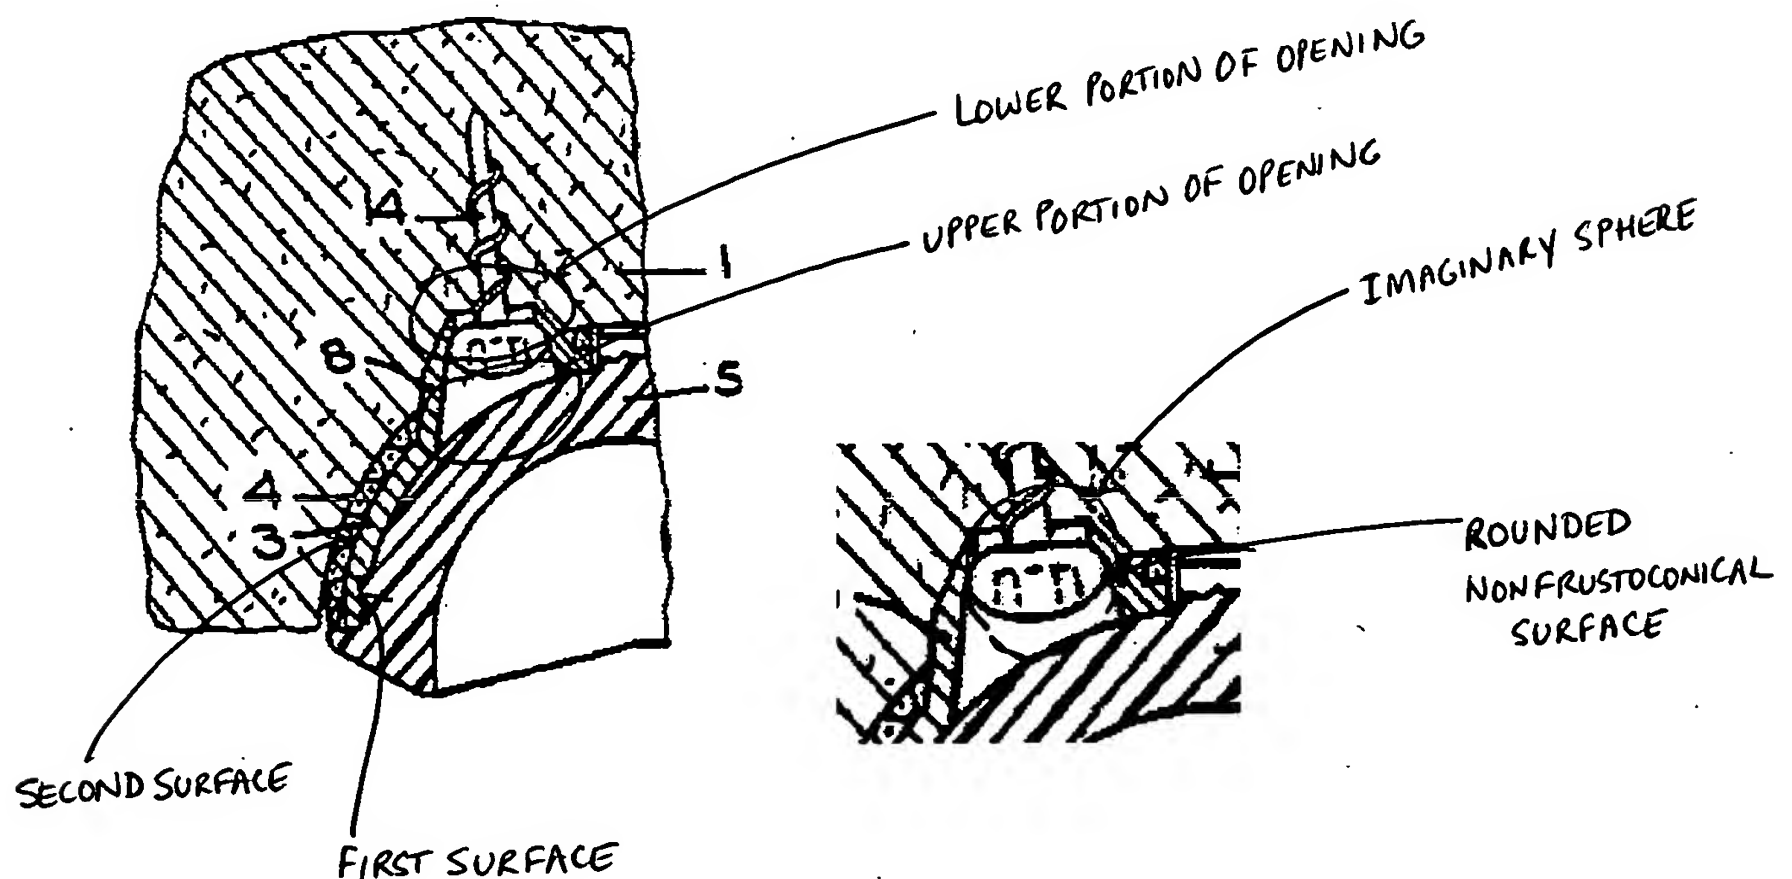 LOWER PORTION OF OPENING
UPPER PORTION OF OPENING
IMAGINARY SPHERE
14
1
8
5
4
3
ROUNDED
NONFRUSTOCONICAL
SURFACE
SECOND SURFACE
FIRST SURFACE